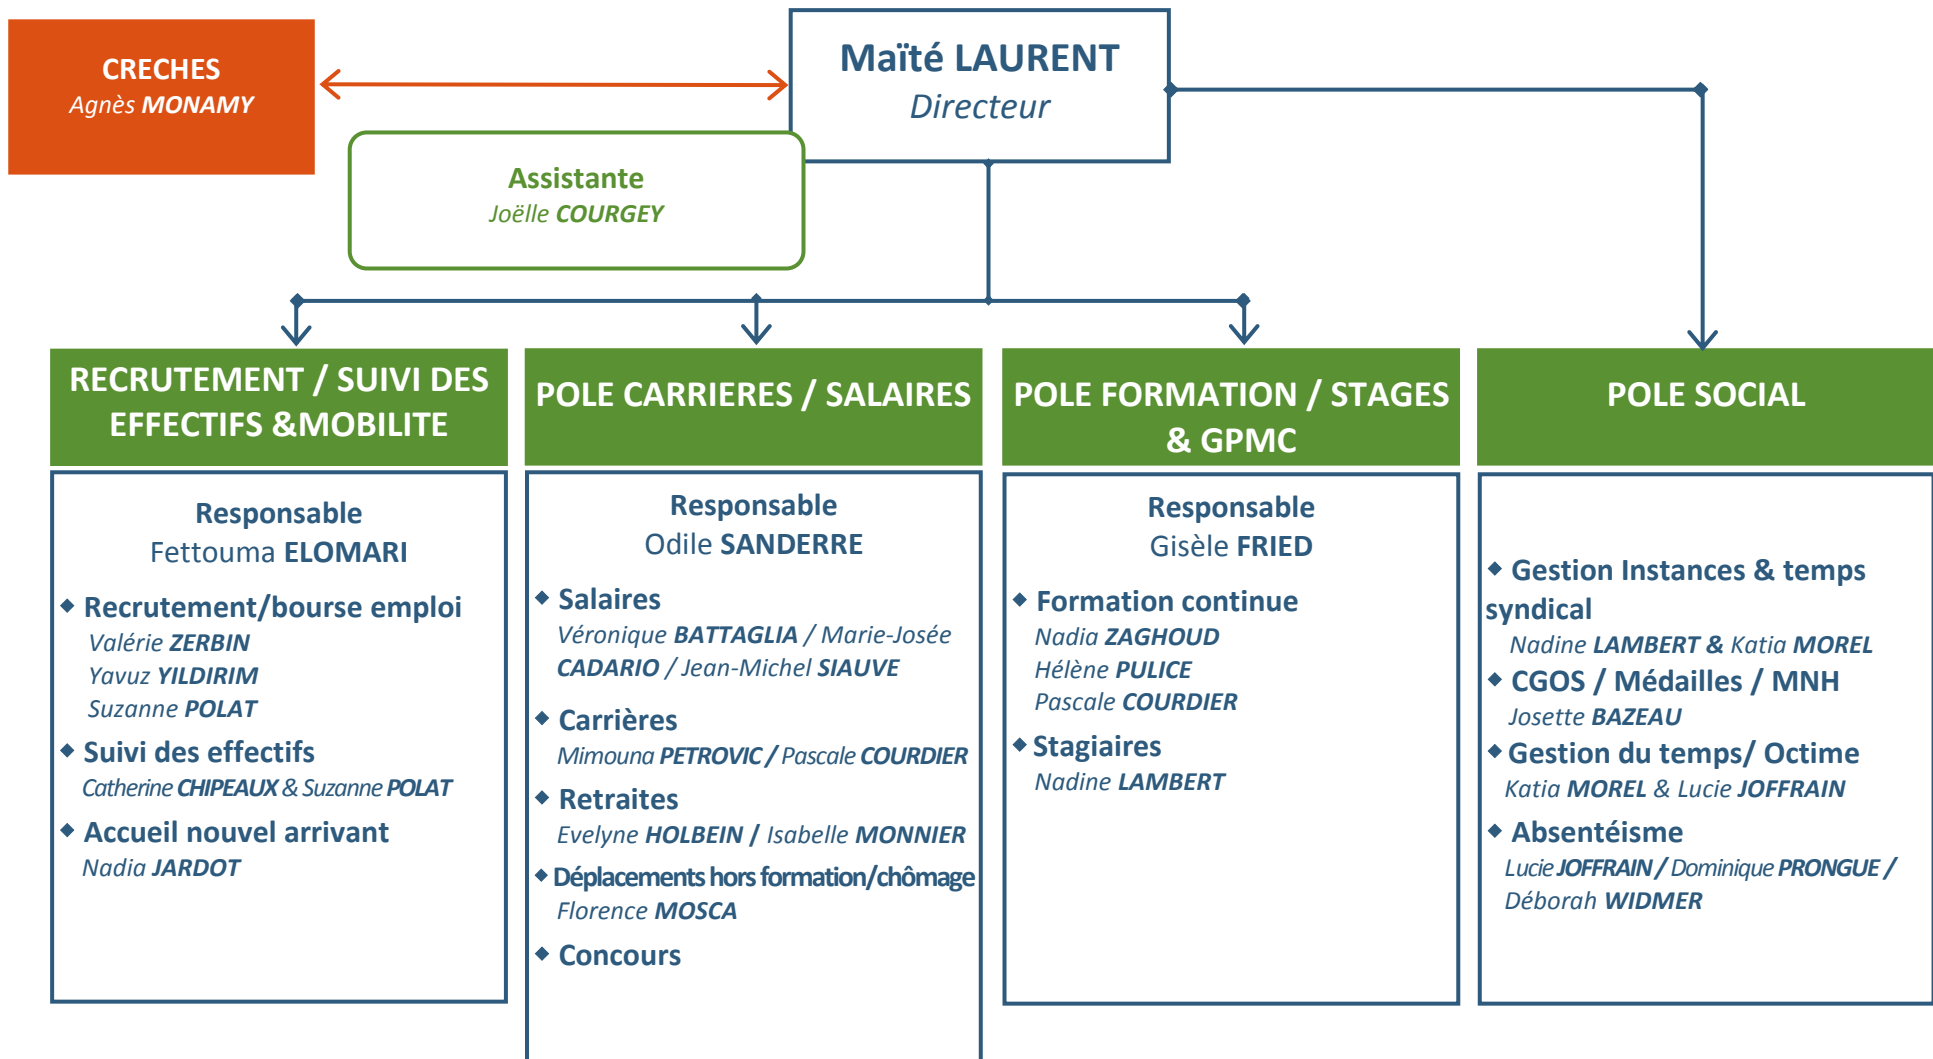 CRECHES
Agnès MONAMY
Maïté LAURENT
Directeur
Assistante
Joëlle COURGEY
RECRUTEMENT / SUIVI DES
EFFECTIFS &MOBILITE
Responsable
Fettouma ELOMARI
◆ Recrutement/bourse emploi
Valérie ZERBIN
Yavuz YILDIRIM
Suzanne POLAT
◆ Suivi des effectifs
Catherine CHIPEAUX & Suzanne POLAT
◆ Accueil nouvel arrivant
Nadia JARDOT
POLE CARRIERES / SALAIRES
Responsable
Odile SANDERRE
◆ Salaires
Véronique BATTAGLIA / Marie-Josée
CADARIO / Jean-Michel SIAUVE
◆ Carrières
Mimouna PETROVIC / Pascale COURDIER
◆ Retraites
Evelyne HOLBEIN / Isabelle MONNIER
◆ Déplacements hors formation/chômage
Florence MOSCA
◆ Concours
POLE FORMATION / STAGES
& GPMC
Responsable
Gisèle FRIED
◆ Formation continue
Nadia ZAGHOUD
Hélène PULICE
Pascale COURDIER
◆ Stagiaires
Nadine LAMBERT
POLE SOCIAL
◆ Gestion Instances & temps
syndical
Nadine LAMBERT & Katia MOREL
◆ CGOS / Médailles / MNH
Josette BAZEAU
◆ Gestion du temps/ Octime
Katia MOREL & Lucie JOFFRAIN
◆ Absentéisme
Lucie JOFFRAIN / Dominique PRONGUE /
Déborah WIDMER